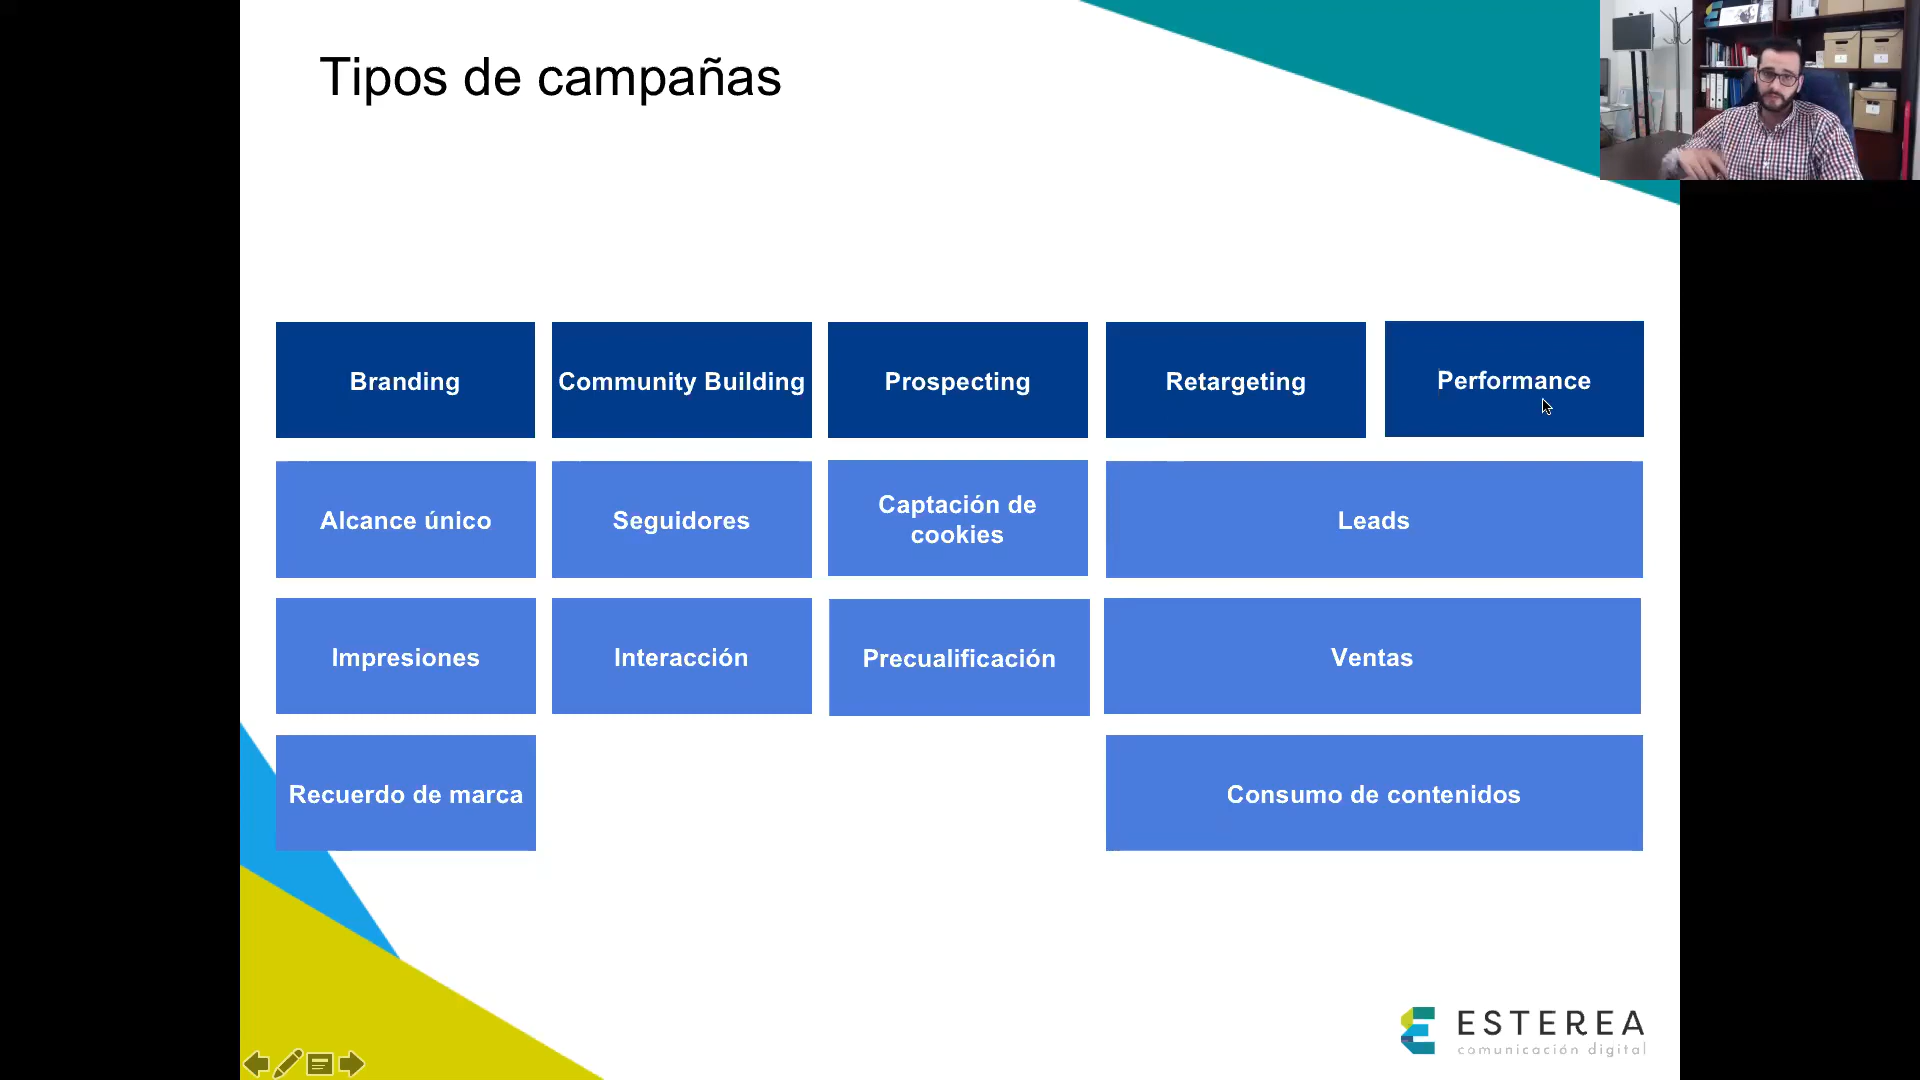 Tipos de campañas
Branding
Community Building
Prospecting
Retargeting
Performance
Alcance único
Seguidores
Captación de
cookies
Leads
Impresiones
Interacción
Precualificación
Ventas
Recuerdo de marca
Consumo de contenidos
ESTEREA
comunicación digital